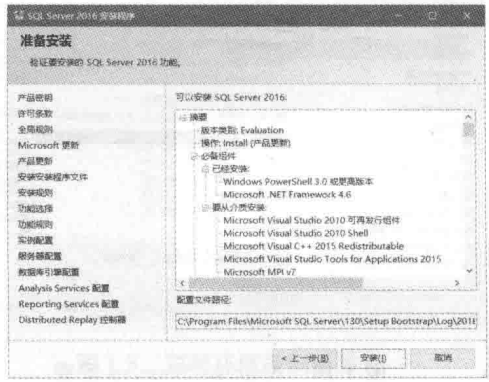 SQL Server 2016 安装程序
准备安装
验证要安装的 SQL Server 2016 功能。
产品密钥
许可条款
全局规则
Microsoft 更新
产品更新
安装安装程序文件
安装规则
功能选择
功能规则
实例配置
服务器配置
数据库引擎配置
Analysis Services 配置
Reporting Services 配置
Distributed Replay 控制器
可以安装 SQL Server 2016:
摘要
版本类别: Evaluation
操作: Install (产品更新)
必备组件
已经安装:
Windows PowerShell 3.0 或更高版本
Microsoft .NET Framework 4.6
要从介质安装:
Microsoft Visual Studio 2010 可再发行组件
Microsoft Visual Studio 2010 Shell
Microsoft Visual C++ 2015 Redistributable
Microsoft Visual Studio Tools for Applications 2015
Microsoft MPI v7
配置文件路径:
C:\Program Files\Microsoft SQL Server\130\Setup Bootstrap\Log\2016
< 上一步(B)
安装(I)
取消